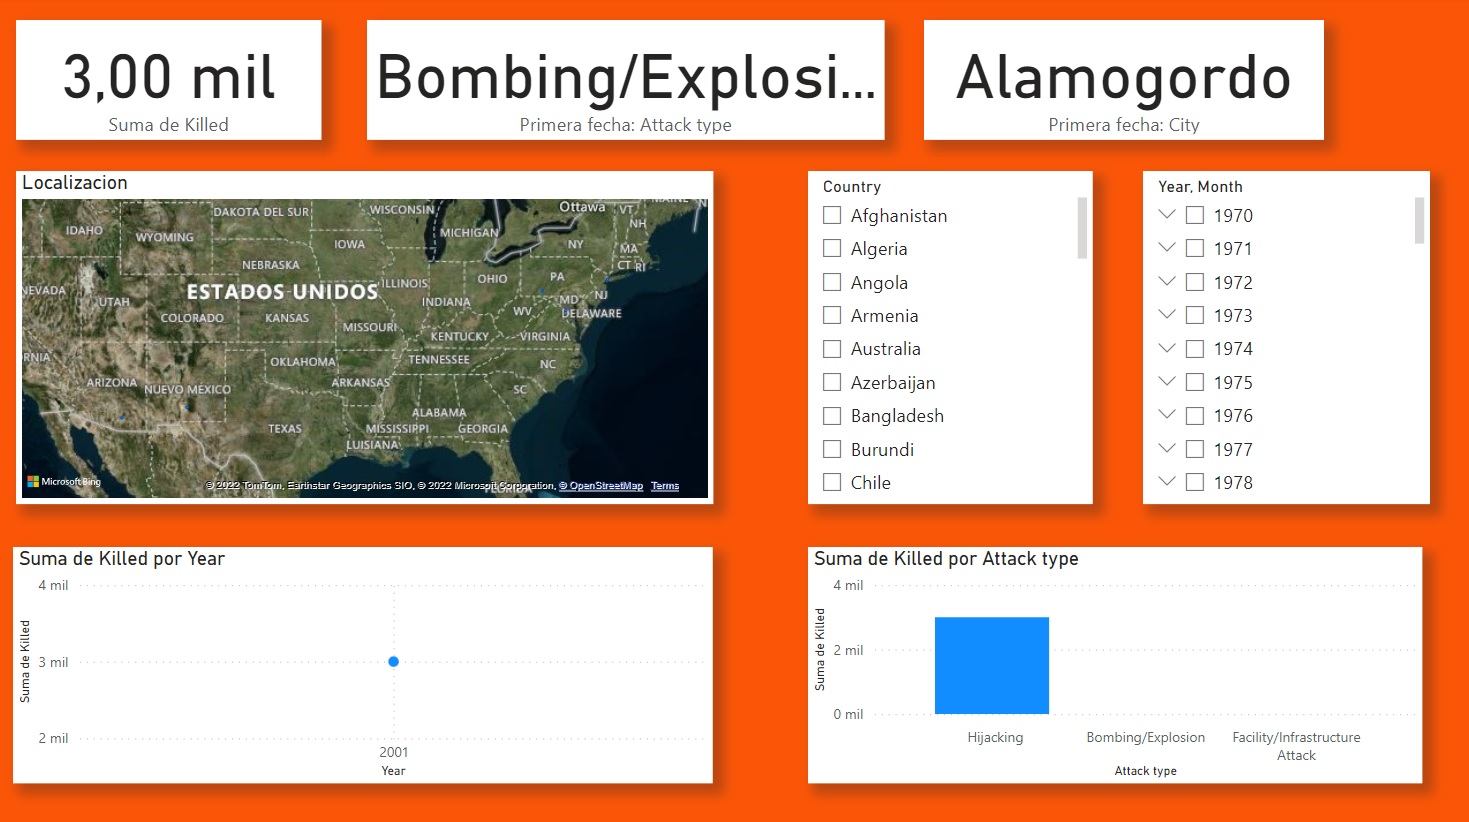 3,00 mil
Suma de Killed
Bombing/Explosi...
Primera fecha: Attack type
Alamogordo
Primera fecha: City
Localizacion
DAKOTA DEL SUR
WISCONSIN
Ottawa
VT
MAINE
IDAHO
WYOMING
MICHIGAN
NH
IOWA
NY
MA
NEBRASKA
CT RI
OHIO
PA
ILLINOIS
NEVADA
UTAH
ESTADOS UNIDOS
INDIANA
MD
NJ
COLORADO
KANSAS
MISSOURI
WV
DELAWARE
KENTUCKY
VIRGINIA
RNIA
OKLAHOMA
TENNESSEE
NC
ARIZONA
NUEVO MÉXICO
ARKANSAS
SC
ALABAMA
TEXAS
MISSISSIPPI
GEORGIA
LUISIANA
FLORIDA
Microsoft Bing
© 2022 TomTom, Earthstar Geographics SIO, © 2022 Microsoft Corporation, © OpenStreetMap Terms
Country
Afghanistan
Algeria
Angola
Armenia
Australia
Azerbaijan
Bangladesh
Burundi
Chile
Year, Month
1970
1971
1972
1973
1974
1975
1976
1977
1978
Suma de Killed por Year
4 mil
3 mil
2 mil
Suma de Killed
2001
Year
Suma de Killed por Attack type
4 mil
2 mil
0 mil
Suma de Killed
Hijacking
Bombing/Explosion
Facility/Infrastructure
Attack
Attack type